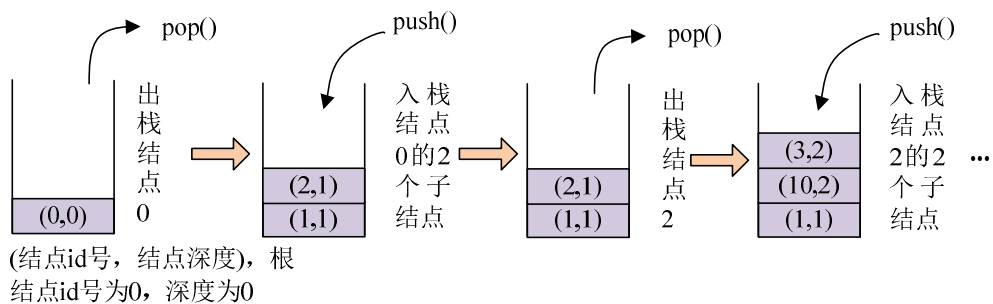 pop()
(0,0)
出
栈
结
点
0
push()
(2,1)
(1,1)
入栈
结点
0的2
个子
结点
pop()
(2,1)
(1,1)
出
栈
结
点
2
push()
(3,2)
(10,2)
(1,1)
入栈
结点
2的2
个子
结点
...
(结点id号，结点深度)，根
结点id号为0，深度为0